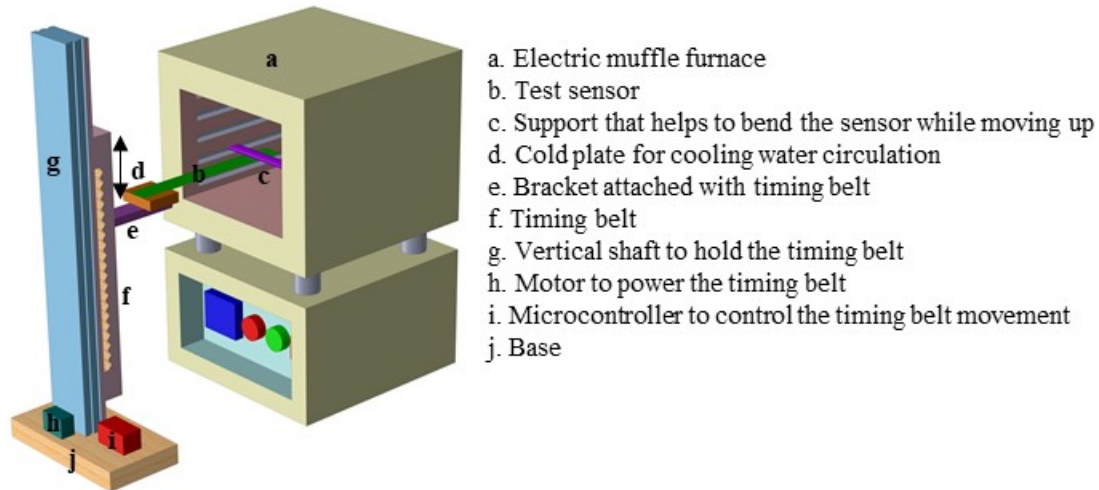 a
g
d
b
c
e
f
h
i
j
a. Electric muffle furnace
b. Test sensor
c. Support that helps to bend the sensor while moving up
d. Cold plate for cooling water circulation
e. Bracket attached with timing belt
f. Timing belt
g. Vertical shaft to hold the timing belt
h. Motor to power the timing belt
i. Microcontroller to control the timing belt movement
j. Base